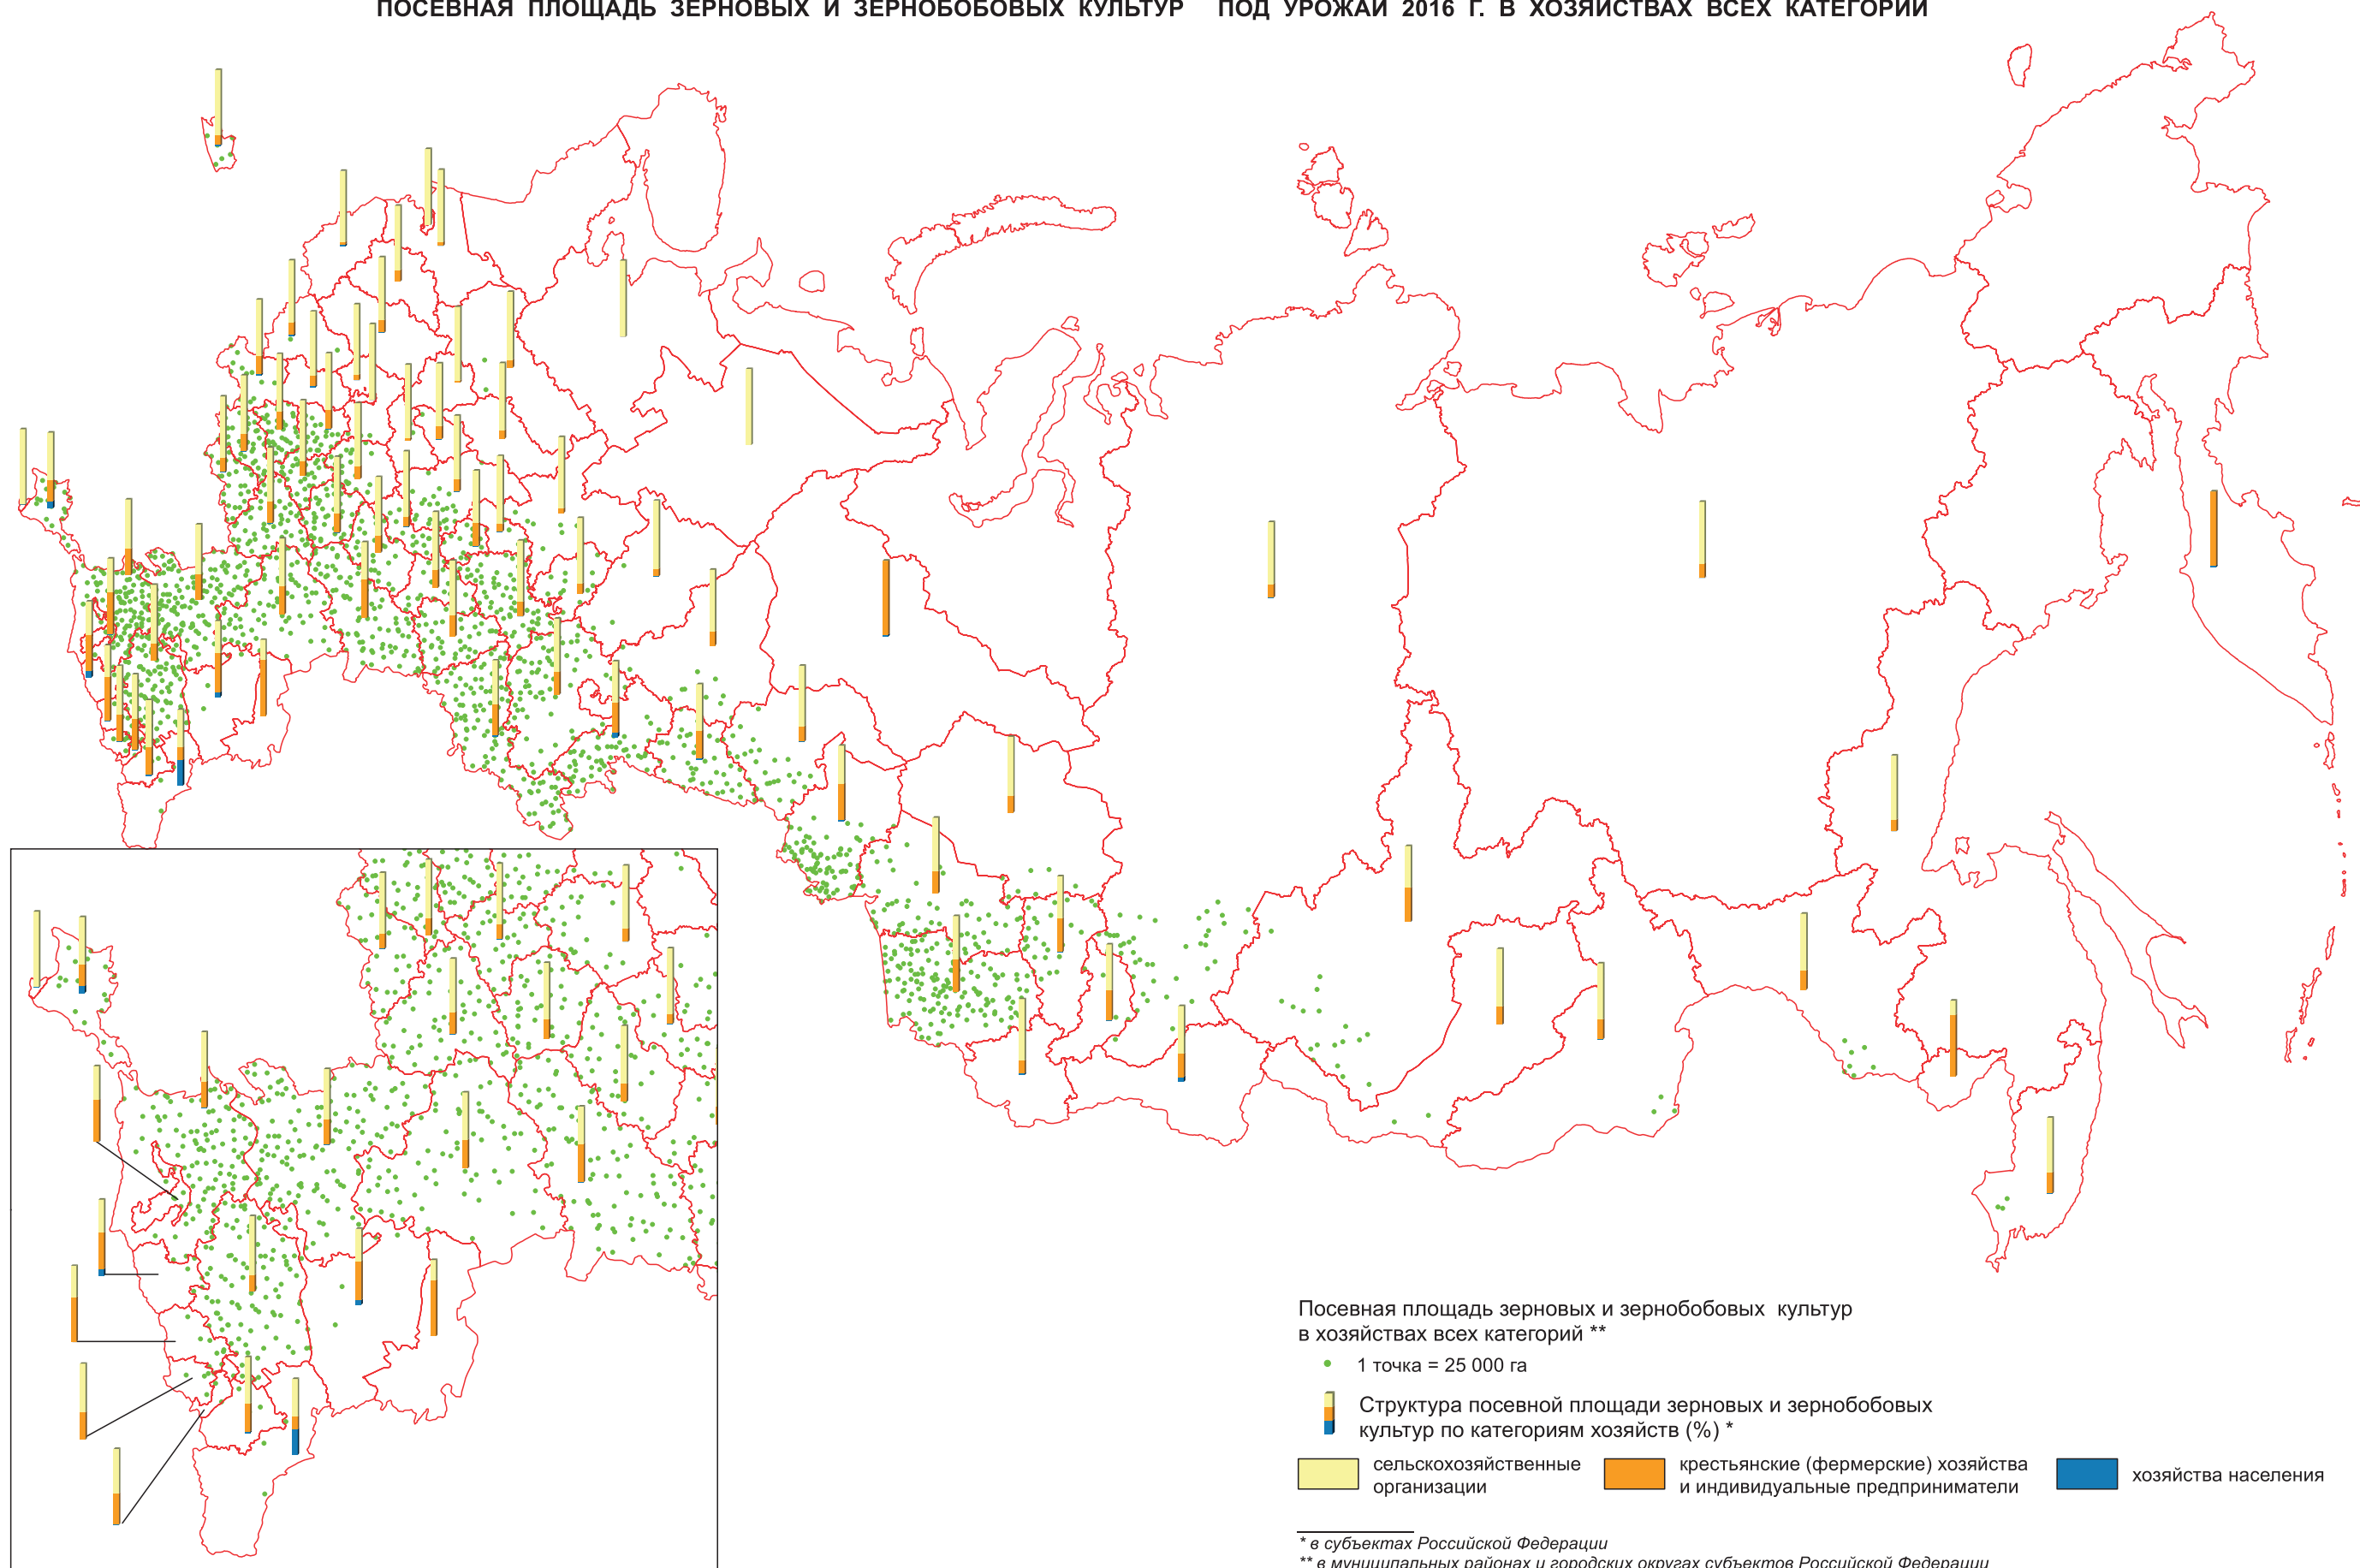 ПОСЕВНАЯ ПЛОЩАДЬ ЗЕРНОВЫХ И ЗЕРНОБОБОВЫХ КУЛЬТУР ПОД УРОЖАЙ 2016 Г. В ХОЗЯЙСТВАХ ВСЕХ КАТЕГОРИЙ
Посевная площадь зерновых и зернобобовых культур
в хозяйствах всех категорий **
1 точка = 25 000 га
Структура посевной площади зерновых и зернобобовых
культур по категориям хозяйств (%) *
сельскохозяйственные
организации
крестьянские (фермерские) хозяйства
и индивидуальные предприниматели
хозяйства населения
* в субъектах Российской Федерации
** в муниципальных районах и городских округах субъектов Российской Федерации